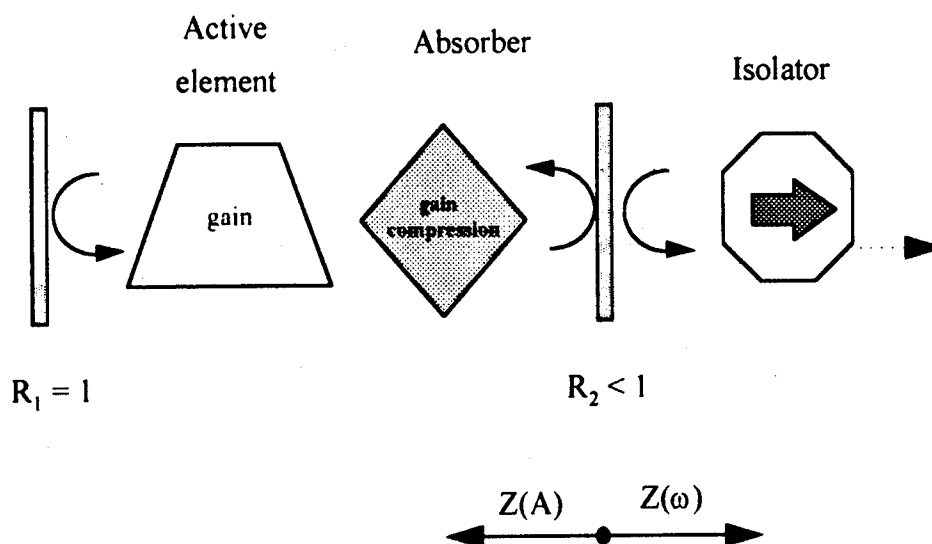 Active
element
Absorber
Isolator
gain
gain
compression
R₁ = 1
R₂ < 1
Z(A)
Z(ω)